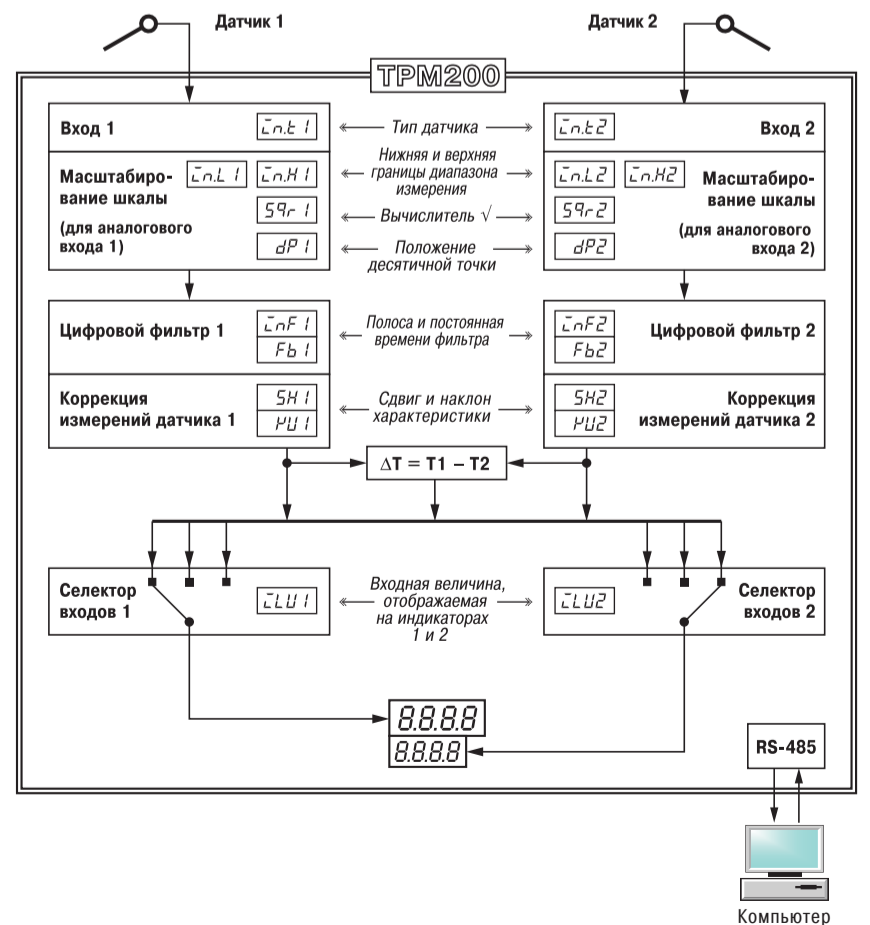 Датчик 1
Датчик 2
ТРМ200
Вход 1
in.t1
Тип датчика
in.t2
Вход 2
Масштабиро-
вание шкалы
(для аналогового
входа 1)
in.L1
in.H1
Sqr1
dP1
Нижняя и верхняя
границы диапазона
измерения
Вычислитель √
Положение
десятичной точки
in.L2
in.H2
Sqr2
dP2
Масштабиро-
вание шкалы
(для аналогового
входа 2)
Цифровой фильтр 1
inF1
Fb1
Полоса и постоянная
времени фильтра
inF2
Fb2
Цифровой фильтр 2
Коррекция
измерений датчика 1
SH1
KU1
Сдвиг и наклон
характеристики
SH2
KU2
Коррекция
измерений датчика 2
ΔT = T1 – T2
Селектор
входов 1
iLU1
Входная величина,
отображаемая
на индикаторах
1 и 2
iLU2
Селектор
входов 2
8.8.8.8
8.8.8.8
RS-485
Компьютер